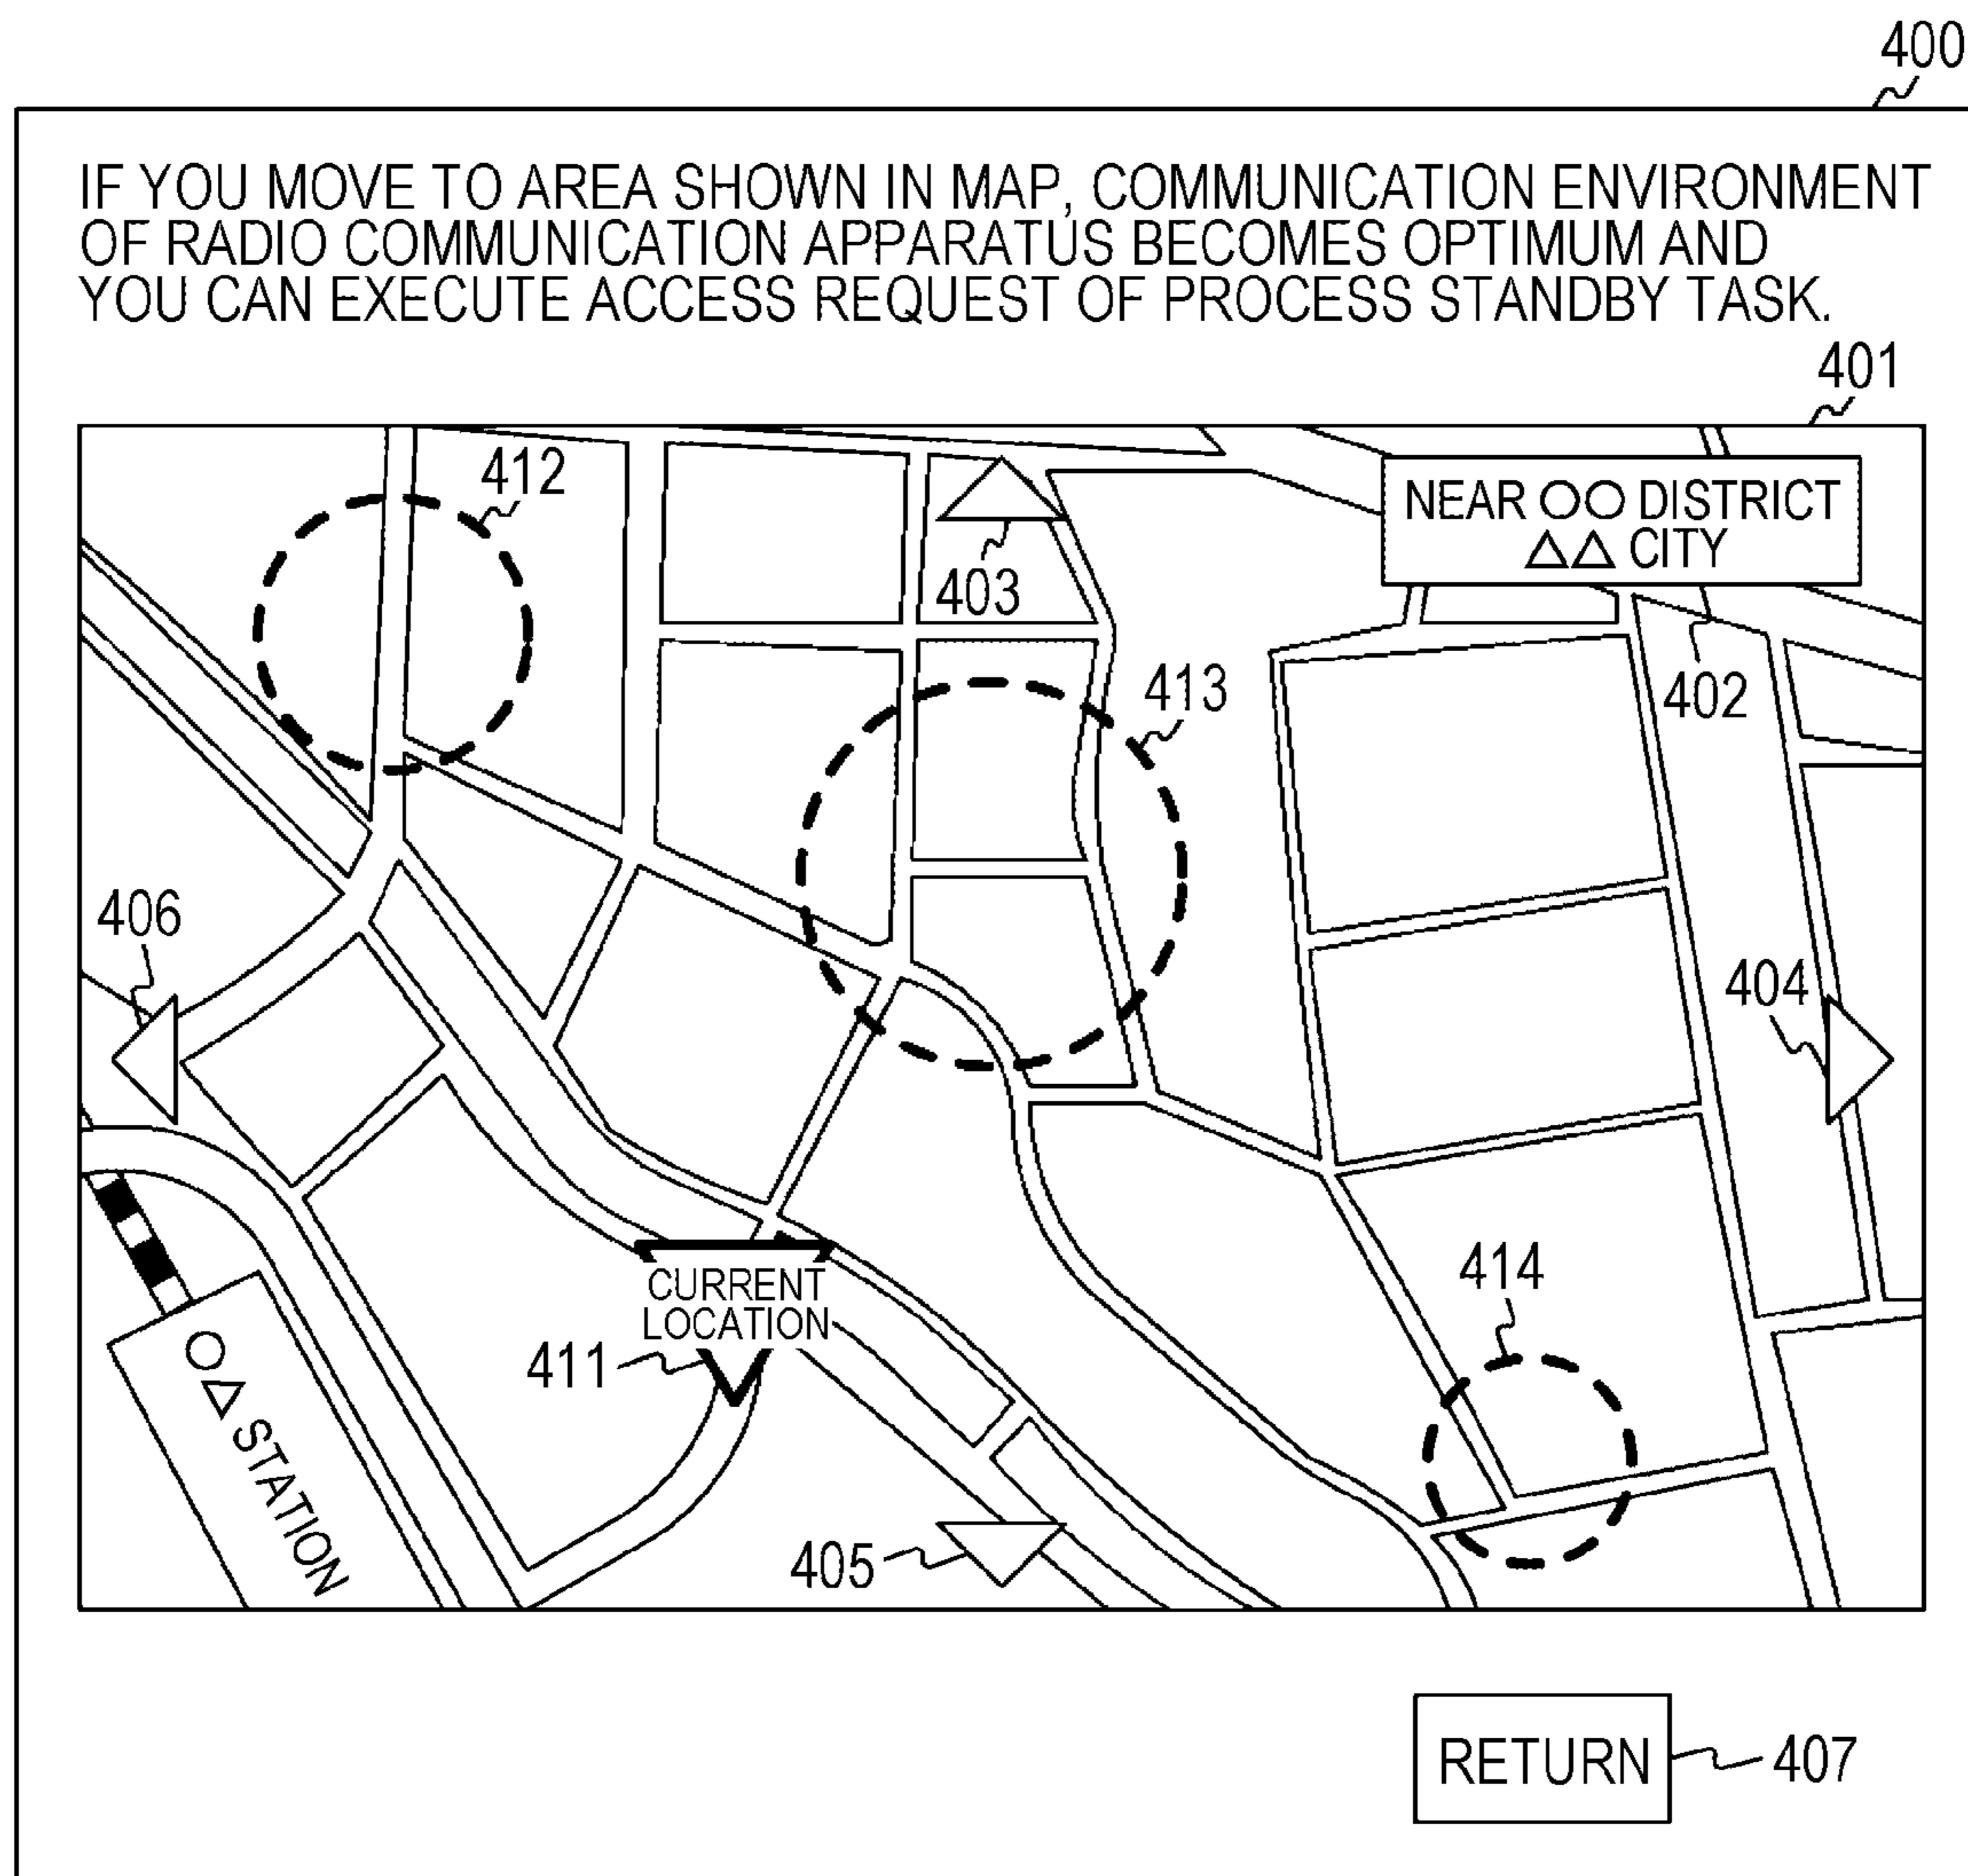 400
IF YOU MOVE TO AREA SHOWN IN MAP, COMMUNICATION ENVIRONMENT
OF RADIO COMMUNICATION APPARATUS BECOMES OPTIMUM AND
YOU CAN EXECUTE ACCESS REQUEST OF PROCESS STANDBY TASK.
401
412
NEAR ○○ DISTRICT
△△ CITY
403
413
402
406
404
414
CURRENT
LOCATION
411
○△ STATION
405
RETURN
407